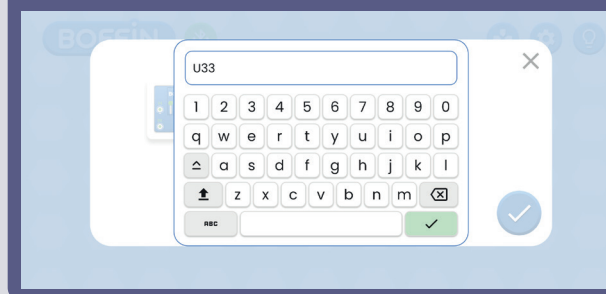 BOFFIN
U33
1 2 3 4 5 6 7 8 9 0
q w e r t y u i o p
a s d f g h j k l
z x c v b n m
ABC